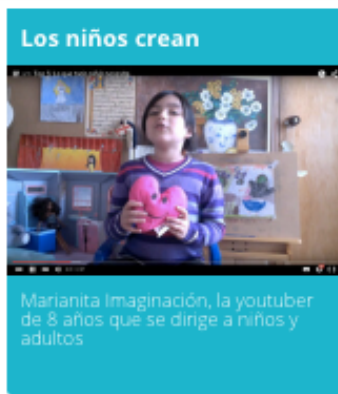 Los niños crean
Marianita Imaginación, la youtuber
de 8 años que se dirige a niños y
adultos